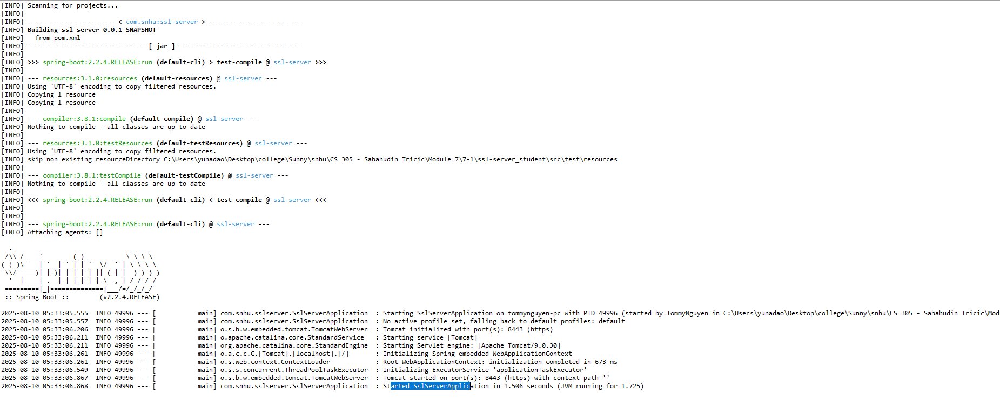 [INFO] Scanning for projects...
[INFO]
[INFO] ------------------------< com.snhu:ssl-server >-------------------------
[INFO] Building ssl-server 0.0.1-SNAPSHOT
[INFO]   from pom.xml
[INFO] --------------------------------[ jar ]---------------------------------
[INFO]
[INFO] >>> spring-boot:2.2.4.RELEASE:run (default-cli) > test-compile @ ssl-server >>>
[INFO]
[INFO] --- resources:3.1.0:resources (default-resources) @ ssl-server ---
[INFO] Using 'UTF-8' encoding to copy filtered resources.
[INFO] Copying 1 resource
[INFO] Copying 1 resource
[INFO]
[INFO] --- compiler:3.8.1:compile (default-compile) @ ssl-server ---
[INFO] Nothing to compile - all classes are up to date
[INFO]
[INFO] --- resources:3.1.0:testResources (default-testResources) @ ssl-server ---
[INFO] Using 'UTF-8' encoding to copy filtered resources.
[INFO] skip non existing resourceDirectory C:\Users\yunadao\Desktop\college\Sunny\snhu\CS 305 - Sabahudin Tricic\Module 7\7-1\ssl-server_student\src\test\resources
[INFO]
[INFO] --- compiler:3.8.1:testCompile (default-testCompile) @ ssl-server ---
[INFO] Nothing to compile - all classes are up to date
[INFO]
[INFO] <<< spring-boot:2.2.4.RELEASE:run (default-cli) < test-compile @ ssl-server <<<
[INFO]
[INFO]
[INFO] --- spring-boot:2.2.4.RELEASE:run (default-cli) @ ssl-server ---
[INFO] Attaching agents: []

  .   ____          _            __ _ _
 /\\ / ___'_ __ _ _(_)_ __  __ _ \ \ \ \
( ( )\___ | '_ | '_| | '_ \/ _` | \ \ \ \
 \\/  ___)| |_)| | | | | || (_| |  ) ) ) )
  '  |____| .__|_| |_|_| |_\__, | / / / /
 =========|_|==============|___/=/_/_/_/
 :: Spring Boot ::        (v2.2.4.RELEASE)

2025-08-10 05:33:05.555  INFO 49996 --- [           main] com.snhu.sslserver.SslServerApplication  : Starting SslServerApplication on tommynguyen-pc with PID 49996 (started by TommyNguyen in C:\Users\yunadao\Desktop\college\Sunny\snhu\CS 305 - Sabahudin Tricic\Mod
2025-08-10 05:33:05.557  INFO 49996 --- [           main] com.snhu.sslserver.SslServerApplication  : No active profile set, falling back to default profiles: default
2025-08-10 05:33:06.206  INFO 49996 --- [           main] o.s.b.w.embedded.tomcat.TomcatWebServer  : Tomcat initialized with port(s): 8443 (https)
2025-08-10 05:33:06.211  INFO 49996 --- [           main] o.apache.catalina.core.StandardService   : Starting service [Tomcat]
2025-08-10 05:33:06.211  INFO 49996 --- [           main] org.apache.catalina.core.StandardEngine  : Starting Servlet engine: [Apache Tomcat/9.0.30]
2025-08-10 05:33:06.261  INFO 49996 --- [           main] o.a.c.c.C.[Tomcat].[localhost].[/]       : Initializing Spring embedded WebApplicationContext
2025-08-10 05:33:06.261  INFO 49996 --- [           main] o.s.web.context.ContextLoader            : Root WebApplicationContext: initialization completed in 673 ms
2025-08-10 05:33:06.549  INFO 49996 --- [           main] o.s.s.concurrent.ThreadPoolTaskExecutor  : Initializing ExecutorService 'applicationTaskExecutor'
2025-08-10 05:33:06.867  INFO 49996 --- [           main] o.s.b.w.embedded.tomcat.TomcatWebServer  : Tomcat started on port(s): 8443 (https) with context path ''
2025-08-10 05:33:06.868  INFO 49996 --- [           main] com.snhu.sslserver.SslServerApplication  : Started SslServerApplication in 1.506 seconds (JVM running for 1.725)